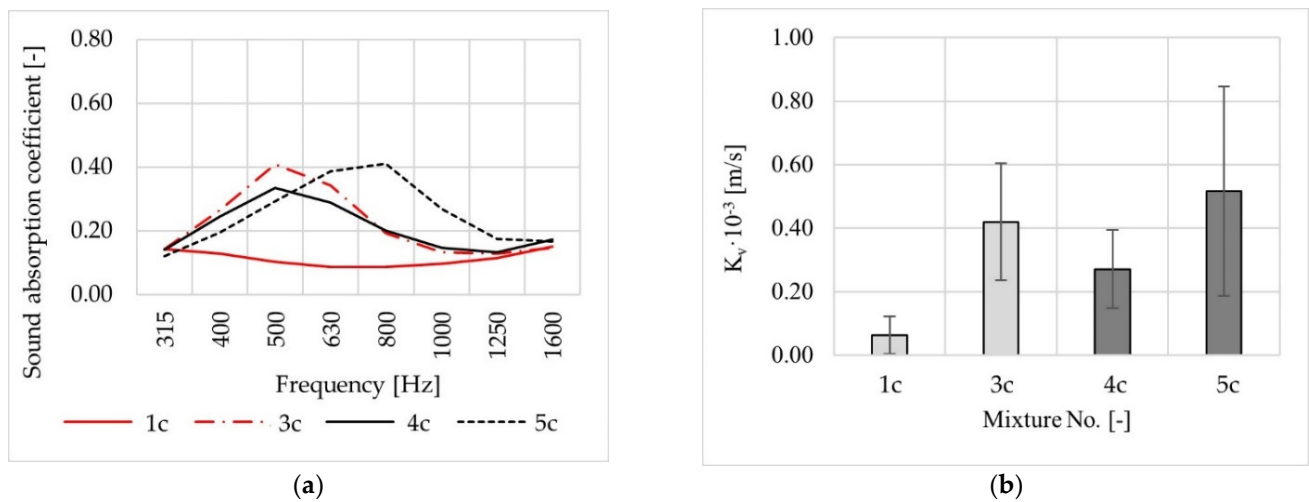 Sound absorption coefficient [-]
0.80
0.60
0.40
0.20
0.00
315
400
500
630
800
1000
1250
1600
Frequency [Hz]
1c
3c
4c
5c
(a)
Kv·10-3 [m/s]
1.00
0.80
0.60
0.40
0.20
0.00
1c
3c
4c
5c
Mixture No. [-]
(b)